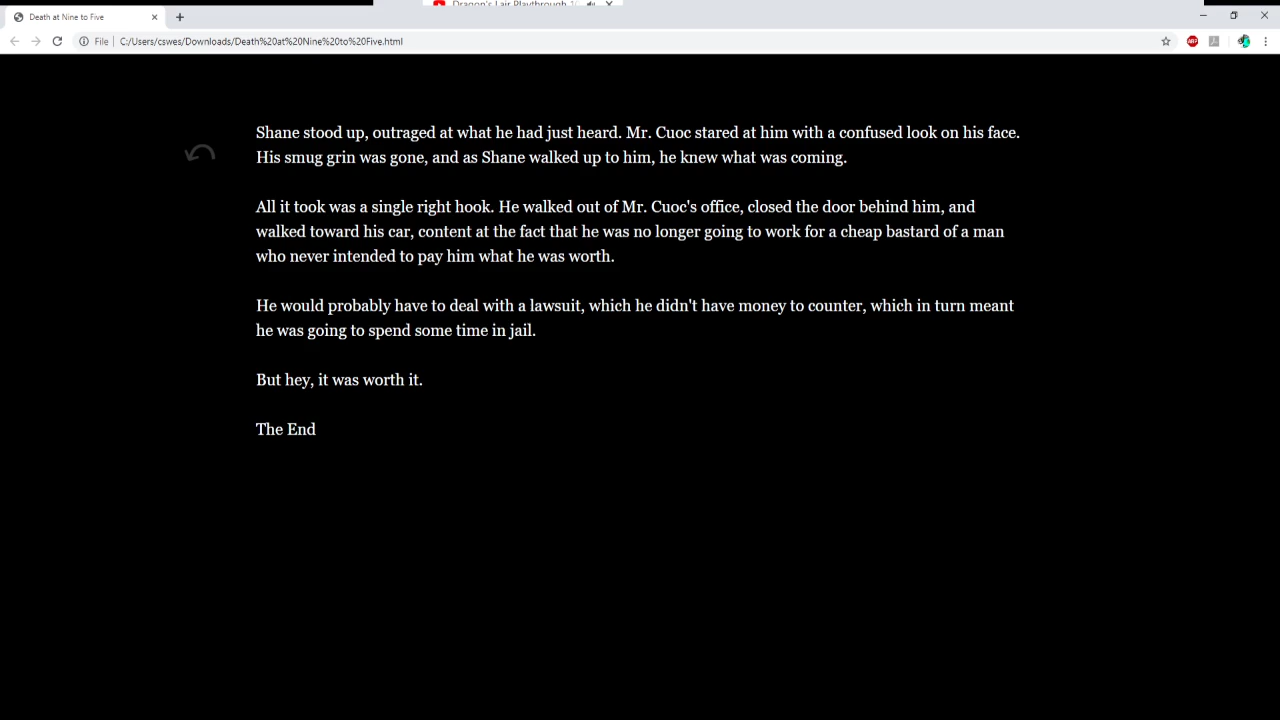 Dragon's Lair Playthrough
Death at Nine to Five
File
C:/Users/cswes/Downloads/Death%20at%20Nine%20to%20Five.html
ABP
Shane stood up, outraged at what he had just heard. Mr. Cuoc stared at him with a confused look on his face.
His smug grin was gone, and as Shane walked up to him, he knew what was coming.
All it took was a single right hook. He walked out of Mr. Cuoc's office, closed the door behind him, and
walked toward his car, content at the fact that he was no longer going to work for a cheap bastard of a man
who never intended to pay him what he was worth.
He would probably have to deal with a lawsuit, which he didn't have money to counter, which in turn meant
he was going to spend some time in jail.
But hey, it was worth it.
The End